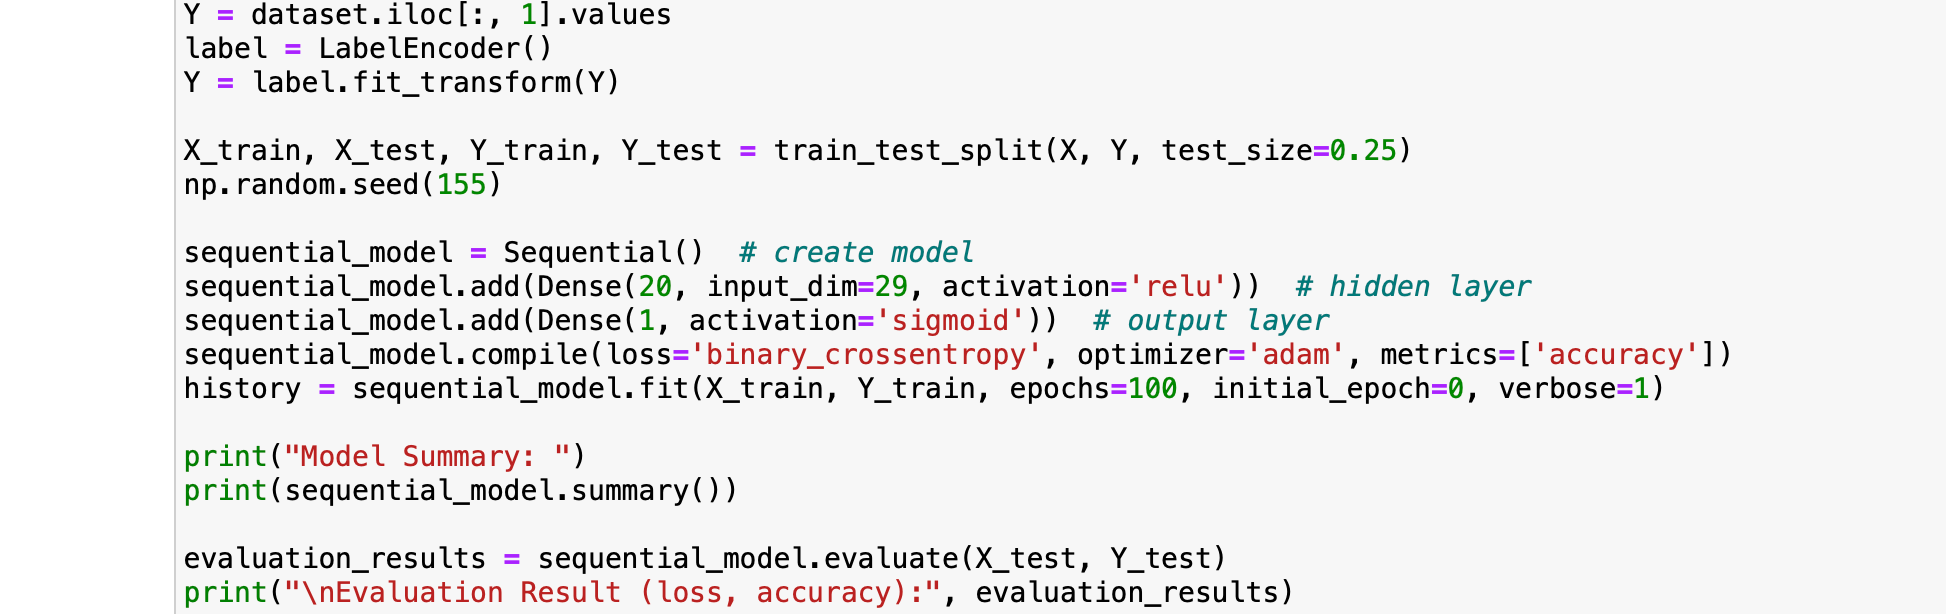 Y = dataset.iloc[:, 1].values
label = LabelEncoder()
Y = label.fit_transform(Y)
X_train, X_test, Y_train, Y_test = train_test_split(X, Y, test_size=0.25)
np.random.seed(155)
sequential_model = Sequential()  # create model
sequential_model.add(Dense(20, input_dim=29, activation='relu'))  # hidden layer
sequential_model.add(Dense(1, activation='sigmoid'))  # output layer
sequential_model.compile(loss='binary_crossentropy', optimizer='adam', metrics=['accuracy'])
history = sequential_model.fit(X_train, Y_train, epochs=100, initial_epoch=0, verbose=1)
print("Model Summary: ")
print(sequential_model.summary())
evaluation_results = sequential_model.evaluate(X_test, Y_test)
print("\nEvaluation Result (loss, accuracy):", evaluation_results)